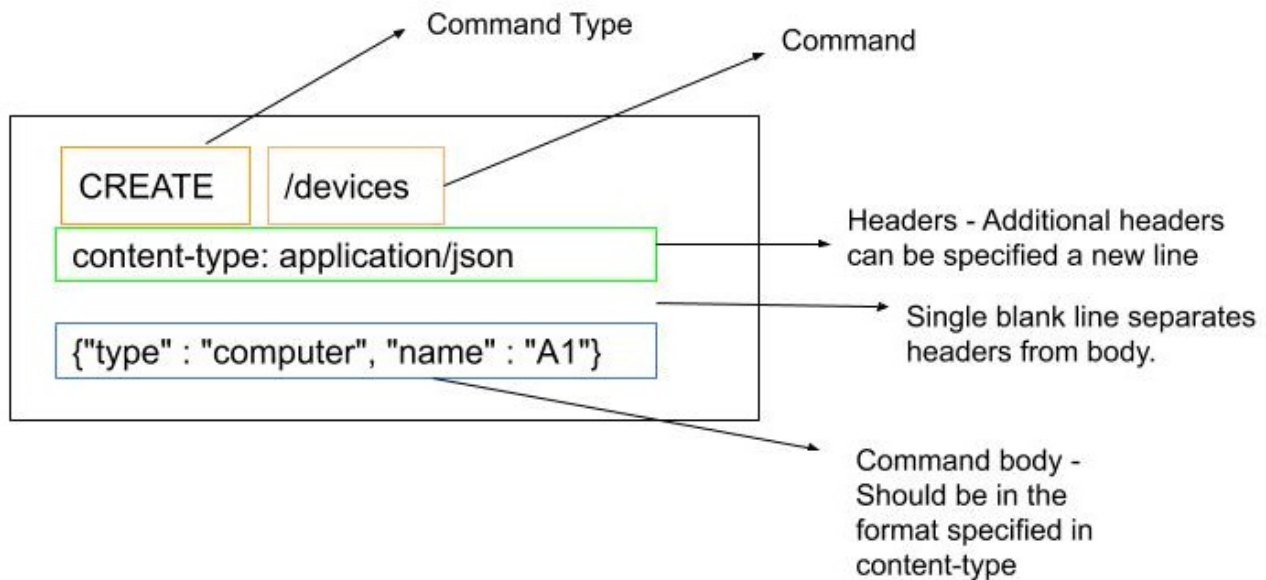 Command Type
Command
CREATE /devices
content-type: application/json
Headers - Additional headers
can be specified a new line
Single blank line separates
headers from body.
{"type" : "computer", "name" : "A1"}
Command body -
Should be in the
format specified in
content-type